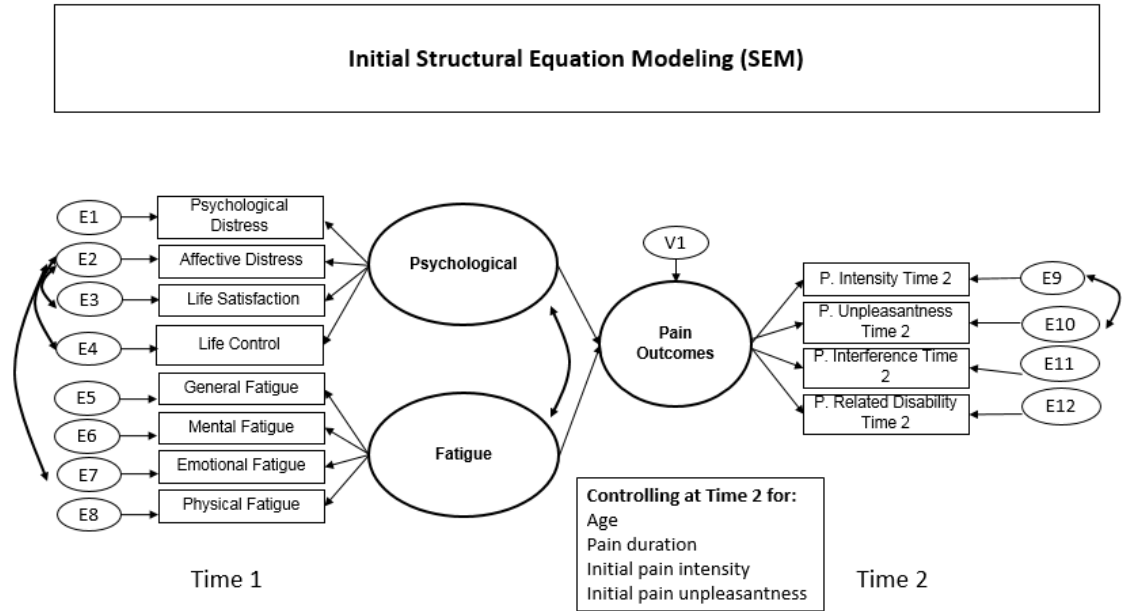 Initial Structural Equation Modeling (SEM)
E1
Psychological
Distress
E2
Affective Distress
E3
Life Satisfaction
E4
Life Control
E5
General Fatigue
E6
Mental Fatigue
E7
Emotional Fatigue
E8
Physical Fatigue
Psychological
Fatigue
V1
Pain
Outcomes
P. Intensity Time 2
E9
P. Unpleasantness
Time 2
E10
P. Interference Time
2
E11
P. Related Disability
Time 2
E12
Controlling at Time 2 for:
Age
Pain duration
Initial pain intensity
Initial pain unpleasantness
Time 1
Time 2